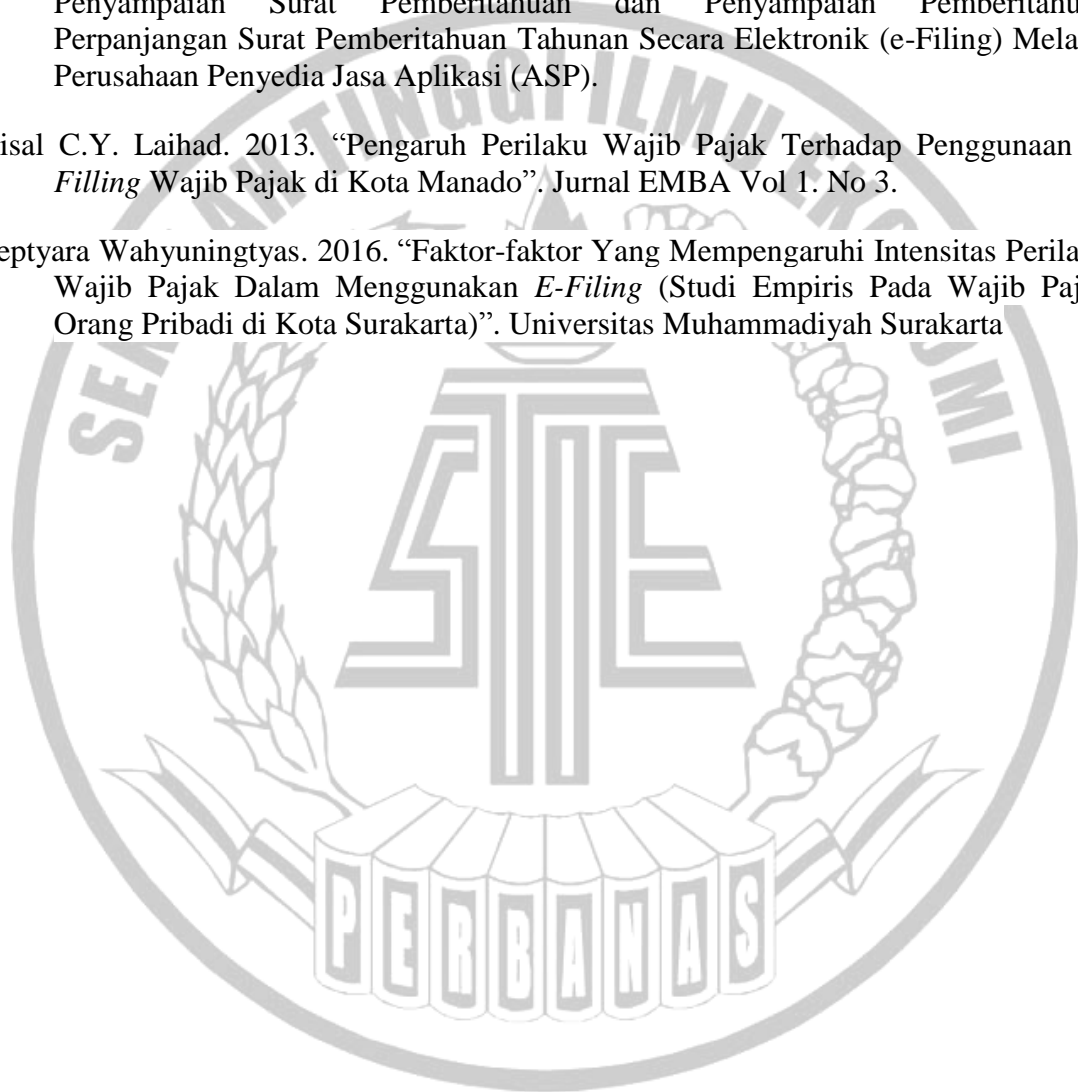 Penyampaian Surat Pemberitahuan dan Penyampaian Pemberitahu
Perpanjangan Surat Pemberitahuan Tahunan Secara Elektronik (e-Filing) Mela
Perusahaan Penyedia Jasa Aplikasi (ASP).
isal C.Y. Laihad. 2013. “Pengaruh Perilaku Wajib Pajak Terhadap Penggunaan
Filling Wajib Pajak di Kota Manado”. Jurnal EMBA Vol 1. No 3.
eptyara Wahyuningtyas. 2016. “Faktor-faktor Yang Mempengaruhi Intensitas Perila
Wajib Pajak Dalam Menggunakan E-Filing (Studi Empiris Pada Wajib Paj
Orang Pribadi di Kota Surakarta)”. Universitas Muhammadiyah Surakarta
STIE
PERBANAS